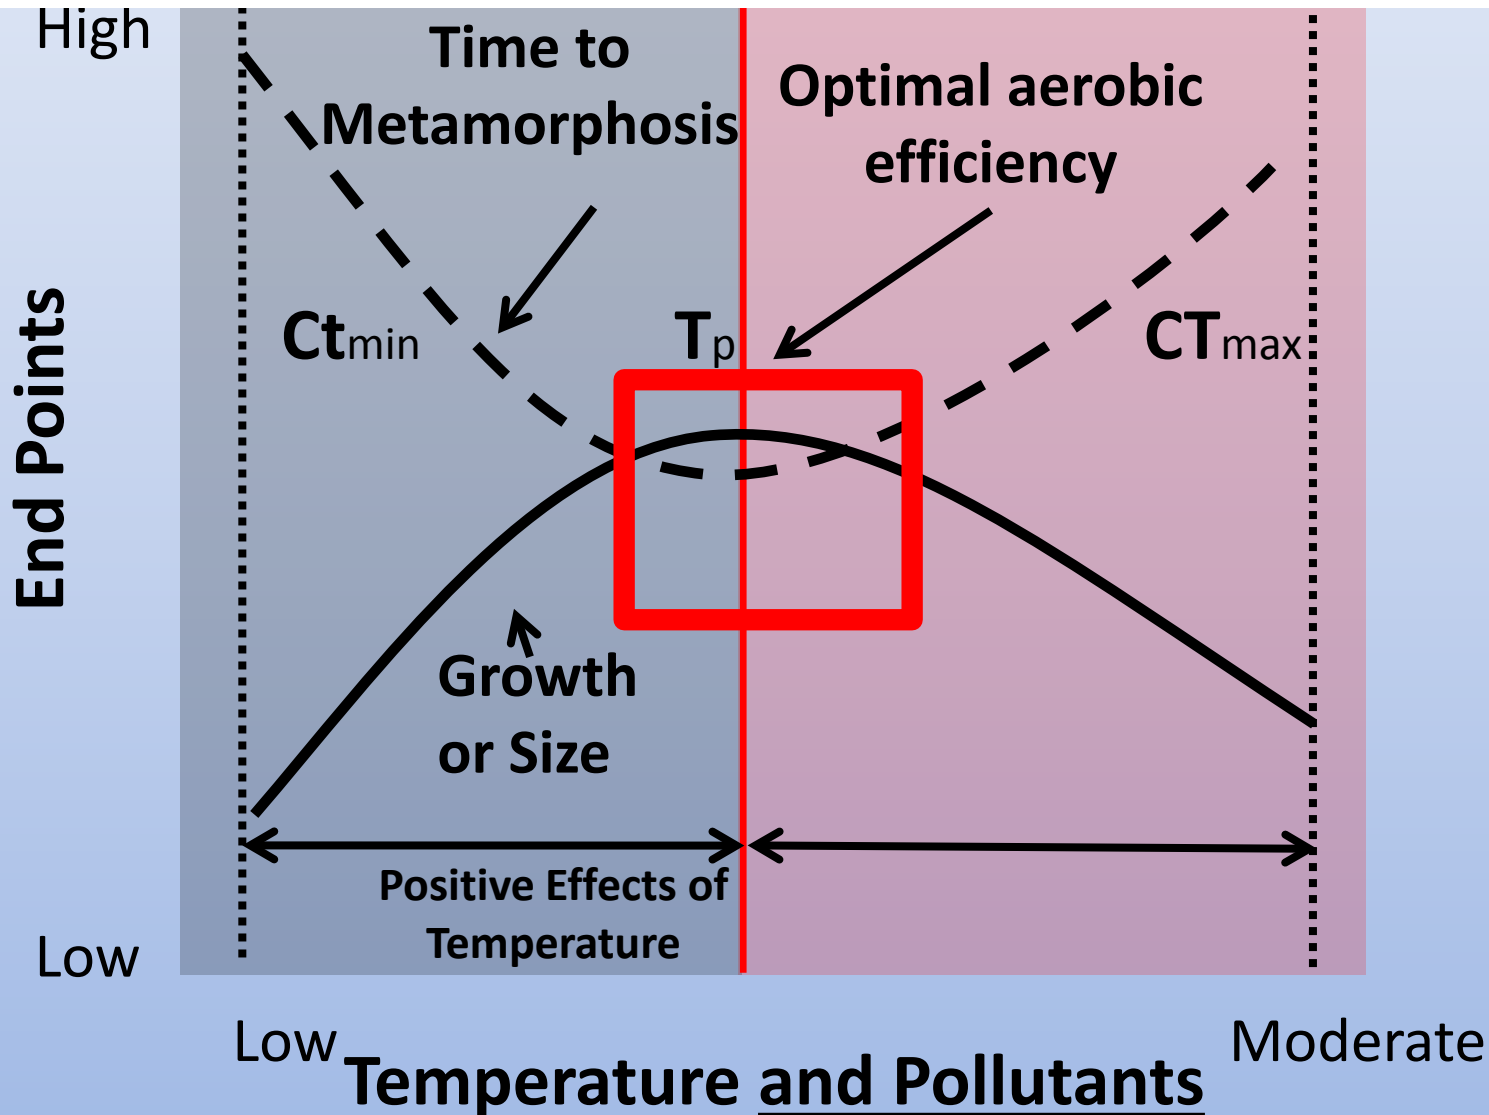 High
Time to
Metamorphosis
Optimal aerobic
efficiency
End Points
Ctmin
Tp
CTmax
Growth
or Size
Positive Effects of
Temperature
Low
Low
Moderate
Temperature and Pollutants